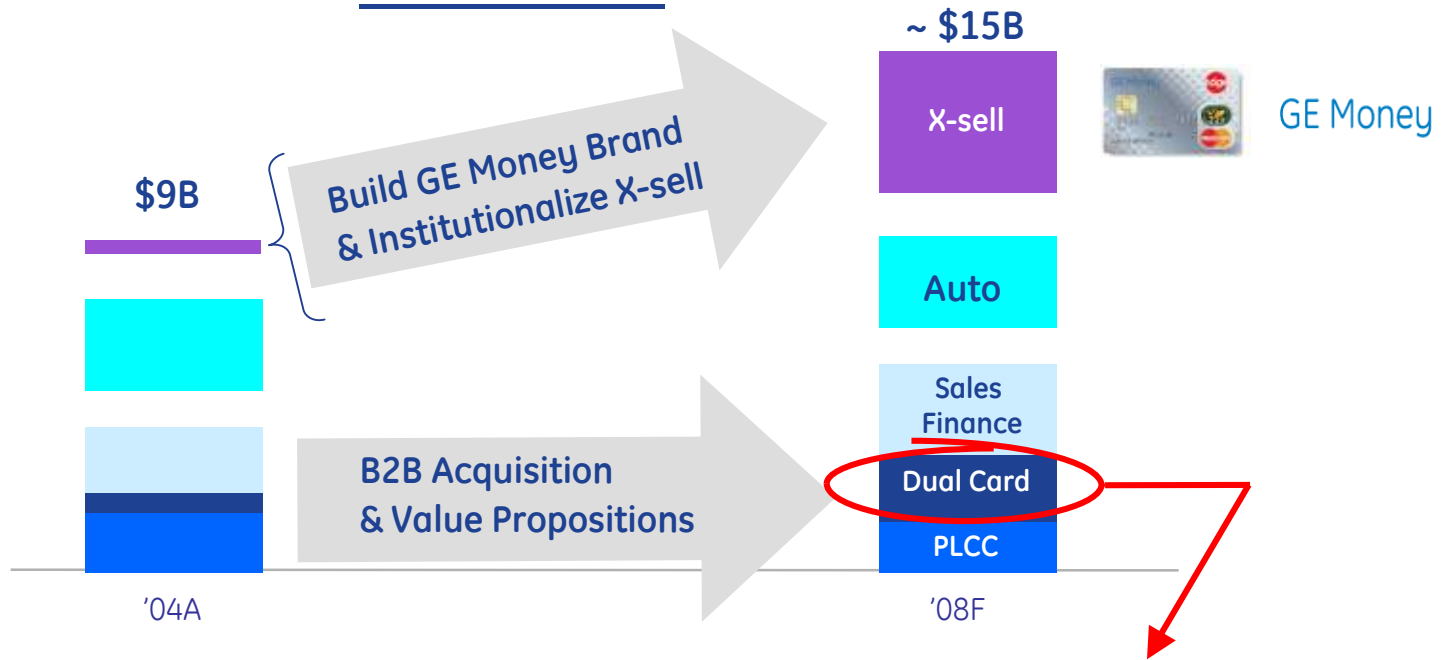 ~ $15B
X-sell
GE Money
Build GE Money Brand
& Institutionalize X-sell
$9B
Auto
Sales
Finance
B2B Acquisition
& Value Propositions
Dual Card
PLCC
'04A
'08F